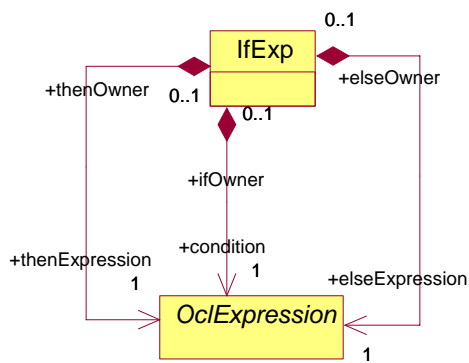 0..1
IfExp
+thenOwner
+elseOwner
0..1
0..1
+ifOwner
+condition
+thenExpression
1
1
+elseExpression
OclExpression
1